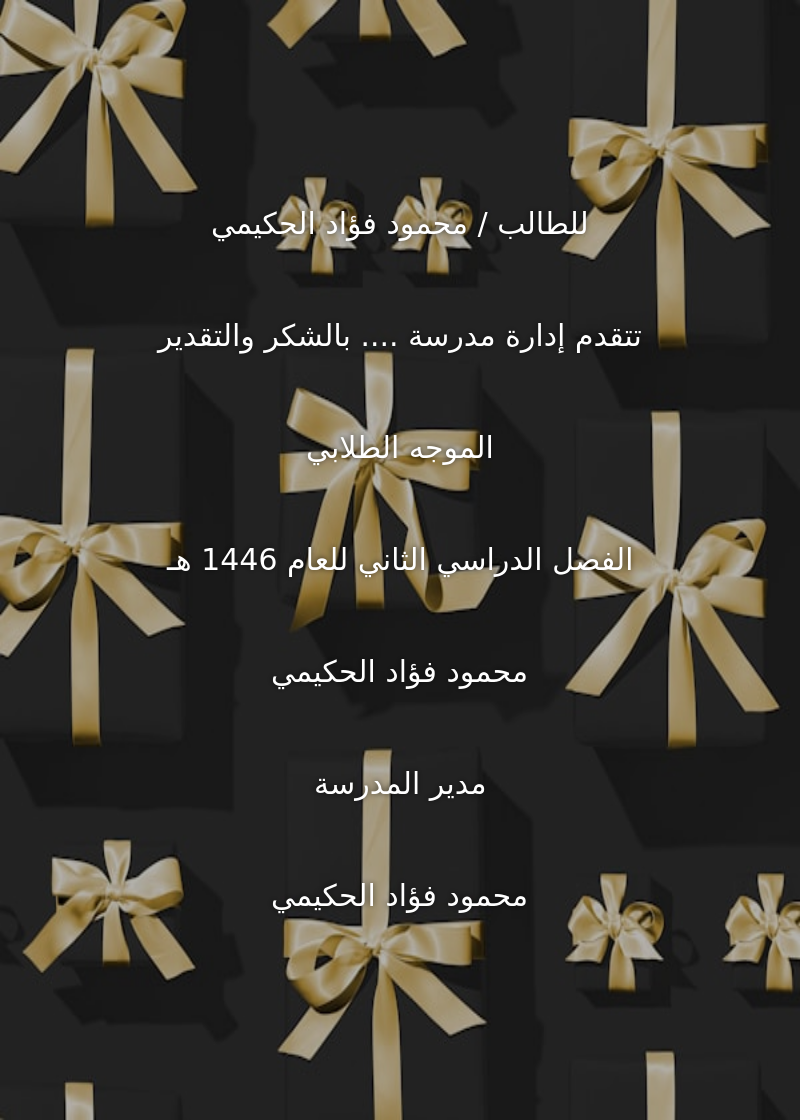 للطالب / محمود فؤاد الحكيمي
تتقدم إدارة مدرسة .... بالشكر والتقدير
الموجه الطلابي
الفصل الدراسي الثاني للعام 1446 هـ
محمود فؤاد الحكيمي
مدير المدرسة
محمود فؤاد الحكيمي